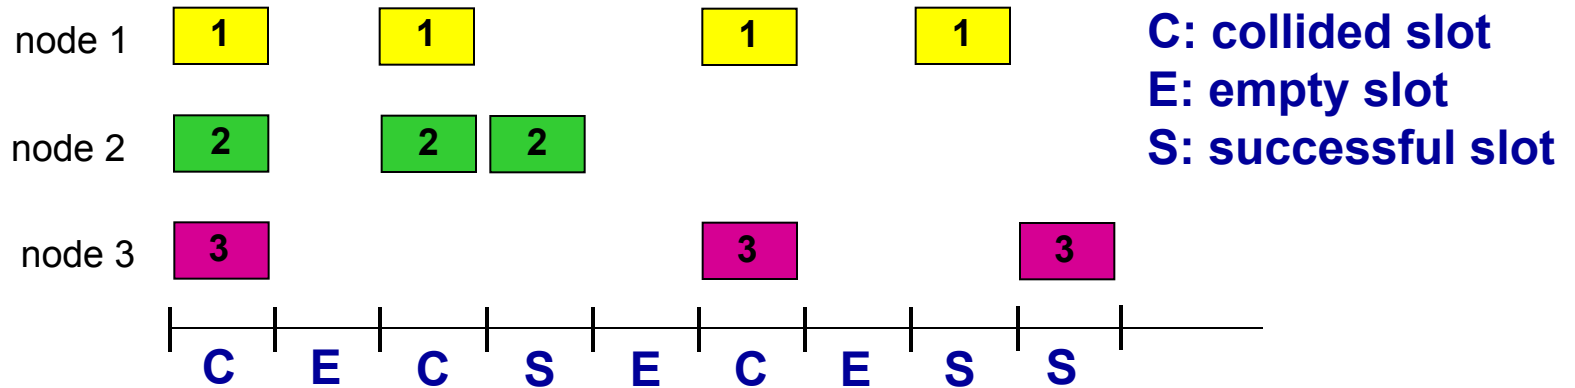 node 1 1 1 1 1
node 2 2 2 2
node 3 3 3 3
C E C S E C E S S
C: collided slot
E: empty slot
S: successful slot